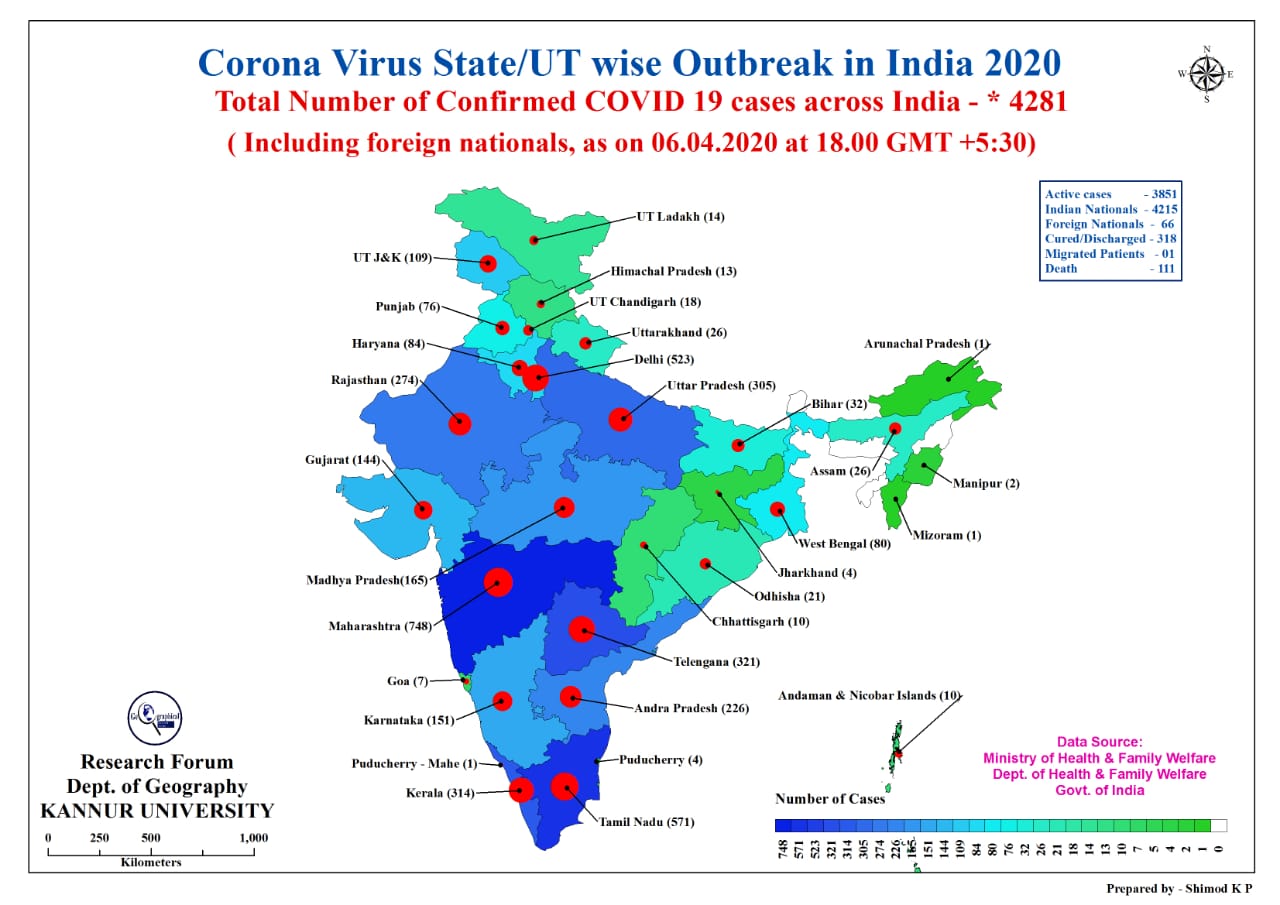 Corona Virus State/UT wise Outbreak in India 2020
Total Number of Confirmed COVID 19 cases across India - * 4281
( Including foreign nationals, as on 06.04.2020 at 18.00 GMT +5:30)
N
W
E
S
Active cases - 3851
Indian Nationals - 4215
Foreign Nationals - 66
Cured/Discharged - 318
Migrated Patients - 01
Death - 111
UT Ladakh (14)
UT J&K (109)
Himachal Pradesh (13)
UT Chandigarh (18)
Punjab (76)
Uttarakhand (26)
Haryana (84)
Arunachal Pradesh (1)
Delhi (523)
Rajasthan (274)
Uttar Pradesh (305)
Bihar (32)
Gujarat (144)
Assam (26)
Manipur (2)
Mizoram (1)
West Bengal (80)
Jharkhand (4)
Madhya Pradesh(165)
Odhisha (21)
Chhattisgarh (10)
Maharashtra (748)
Telengana (321)
Goa (7)
Andaman & Nicobar Islands (10)
Andra Pradesh (226)
Karnataka (151)
Puducherry - Mahe (1)
Puducherry (4)
Kerala (314)
Tamil Nadu (571)
Data Source:
Ministry of Health & Family Welfare
Dept. of Health & Family Welfare
Govt. of India
Geographical
Research Forum
Dept. of Geography
KANNUR UNIVERSITY
0 250 500 1,000
Kilometers
Number of Cases
748 571 523 321 314 305 274 226 165 151 144 109 84 80 76 32 26 21 18 14 13 10 7 5 4 2 1 0
Prepared by - Shimod K P